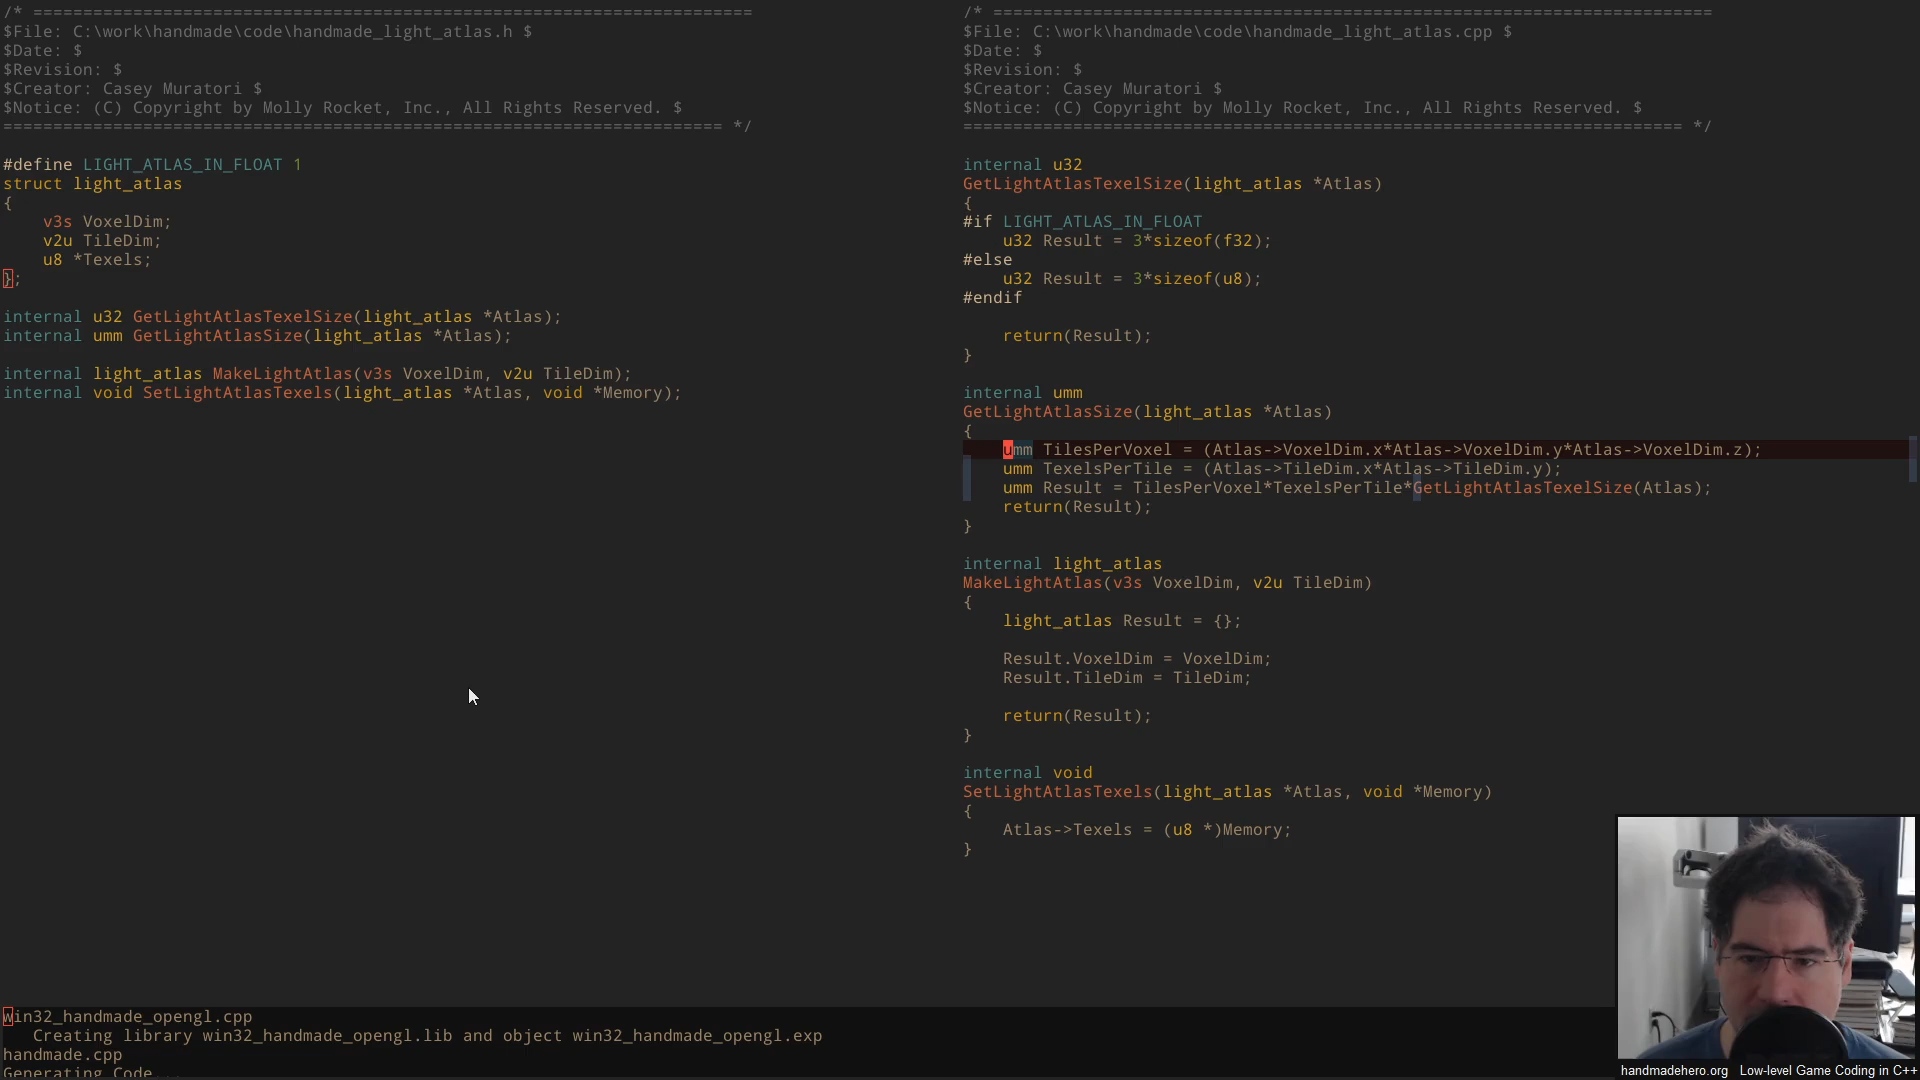 /* ========================================================================
$File: C:\work\handmade\code\handmade_light_atlas.h $
$Date: $
$Revision: $
$Creator: Casey Muratori $
$Notice: (C) Copyright by Molly Rocket, Inc., All Rights Reserved. $
======================================================================== */
#define LIGHT_ATLAS_IN_FLOAT 1
struct light_atlas
{
v3s VoxelDim;
v2u TileDim;
u8 *Texels;
};
internal u32 GetLightAtlasTexelSize(light_atlas *Atlas);
internal umm GetLightAtlasSize(light_atlas *Atlas);
internal light_atlas MakeLightAtlas(v3s VoxelDim, v2u TileDim);
internal void SetLightAtlasTexels(light_atlas *Atlas, void *Memory);
/* ========================================================================
$File: C:\work\handmade\code\handmade_light_atlas.cpp $
$Date: $
$Revision: $
$Creator: Casey Muratori $
$Notice: (C) Copyright by Molly Rocket, Inc., All Rights Reserved. $
======================================================================== */
internal u32
GetLightAtlasTexelSize(light_atlas *Atlas)
{
#if LIGHT_ATLAS_IN_FLOAT
u32 Result = 3*sizeof(f32);
#else
u32 Result = 3*sizeof(u8);
#endif
return(Result);
}
internal umm
GetLightAtlasSize(light_atlas *Atlas)
{
umm TilesPerVoxel = (Atlas->VoxelDim.x*Atlas->VoxelDim.y*Atlas->VoxelDim.z);
umm TexelsPerTile = (Atlas->TileDim.x*Atlas->TileDim.y);
umm Result = TilesPerVoxel*TexelsPerTile*GetLightAtlasTexelSize(Atlas);
return(Result);
}
internal light_atlas
MakeLightAtlas(v3s VoxelDim, v2u TileDim)
{
light_atlas Result = {};
Result.VoxelDim = VoxelDim;
Result.TileDim = TileDim;
return(Result);
}
internal void
SetLightAtlasTexels(light_atlas *Atlas, void *Memory)
{
Atlas->Texels = (u8 *)Memory;
}
win32_handmade_opengl.cpp
Creating library win32_handmade_opengl.lib and object win32_handmade_opengl.exp
handmade.cpp
Generating Code...
handmadehero.org Low-level Game Coding in C++